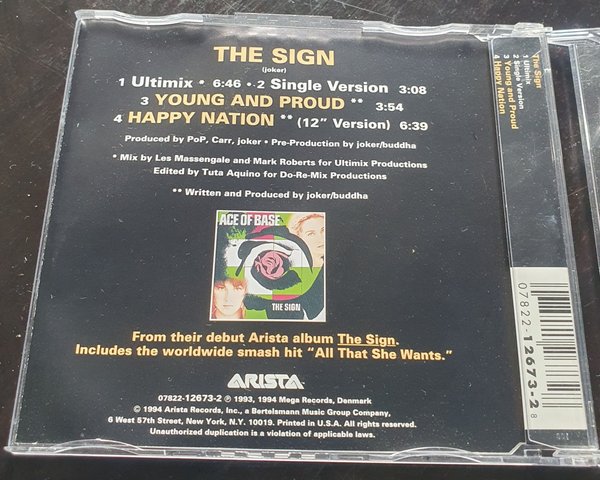 THE SIGN
(joker)
1 Ultimix * 6:46 • 2 Single Version 3:08
3 YOUNG AND PROUD ** 3:54
4 HAPPY NATION ** (12" Version) 6:39
Produced by PoP, Carr, joker • Pre-Production by joker/buddha
* Mix by Les Massengale and Mark Roberts for Ultimix Productions
Edited by Tuta Aquino for Do-Re-Mix Productions
** Written and Produced by joker/buddha
ACE OF BASE
THE SIGN
From their debut Arista album The Sign.
Includes the worldwide smash hit "All That She Wants."
ARISTA
07822-12673-2 ℗ 1993, 1994 Mega Records, Denmark
© 1994 Arista Records, Inc., a Bertelsmann Music Group Company,
6 West 57th Street, New York, N.Y. 10019. Printed in U.S.A. All rights reserved.
Unauthorized duplication is a violation of applicable laws.
The Sign
1 Ultimix
2 Single Version
3 Young and Proud
4 Happy Nation
07822-12673-2 8